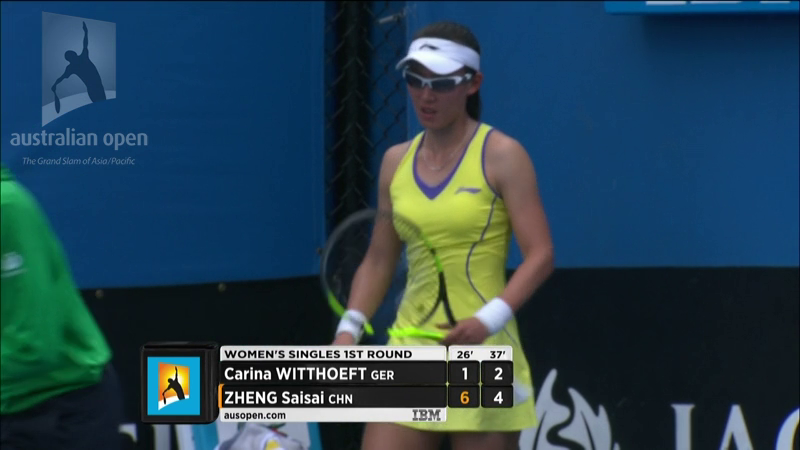 australian open
The Grand Slam of Asia/Pacific
WOMEN'S SINGLES 1ST ROUND 26' 37'
Carina WITTHOEFT GER 1 2
ZHENG Saisai CHN 6 4
ausopen.com IBM